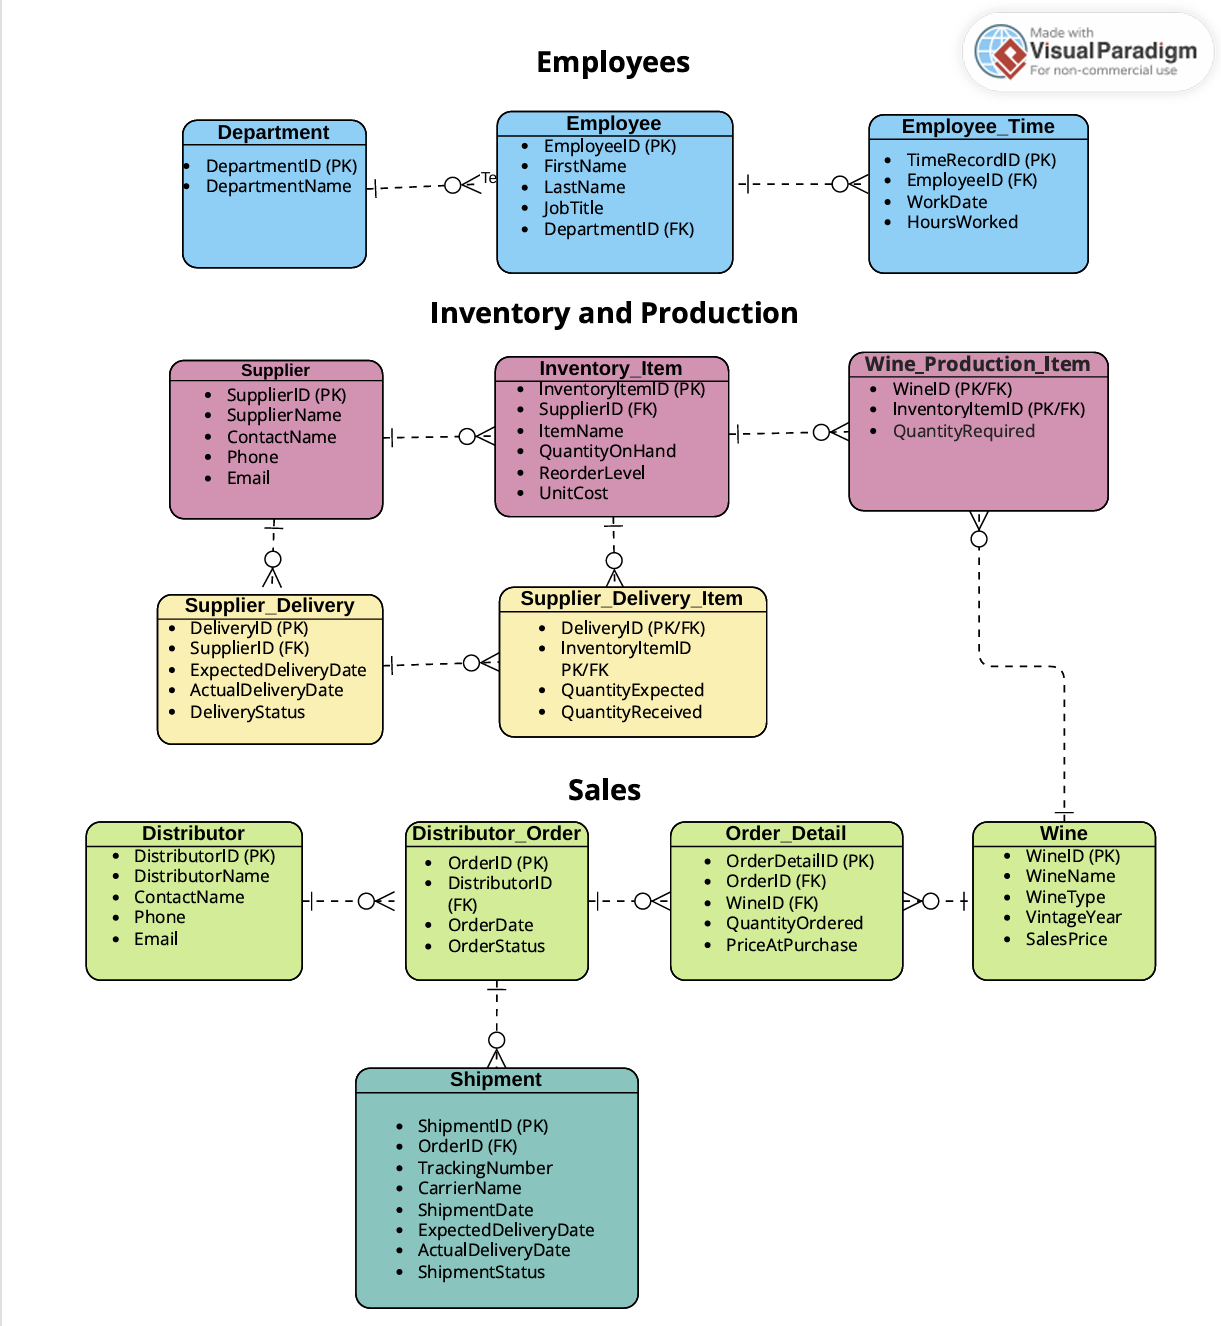 Made with
Visual Paradigm
For non-commercial use
Employees
Department
• DepartmentID (PK)
• DepartmentName
Te
Employee
• EmployeeID (PK)
• FirstName
• LastName
• JobTitle
• DepartmentID (FK)
Employee_Time
• TimeRecordID (PK)
• EmployeeID (FK)
• WorkDate
• HoursWorked
Inventory and Production
Supplier
• SupplierID (PK)
• SupplierName
• ContactName
• Phone
• Email
Inventory_Item
• InventoryItemID (PK)
• SupplierID (FK)
• ItemName
• QuantityOnHand
• ReorderLevel
• UnitCost
Wine_Production_Item
• WineID (PK/FK)
• InventoryItemID (PK/FK)
• QuantityRequired
Supplier_Delivery
• DeliveryID (PK)
• SupplierID (FK)
• ExpectedDeliveryDate
• ActualDeliveryDate
• DeliveryStatus
Supplier_Delivery_Item
• DeliveryID (PK/FK)
• InventoryItemID
PK/FK
• QuantityExpected
• QuantityReceived
Sales
Distributor
• DistributorID (PK)
• DistributorName
• ContactName
• Phone
• Email
Distributor_Order
• OrderID (PK)
• DistributorID
(FK)
• OrderDate
• OrderStatus
Order_Detail
• OrderDetailID (PK)
• OrderID (FK)
• WineID (FK)
• QuantityOrdered
• PriceAtPurchase
Wine
• WineID (PK)
• WineName
• WineType
• VintageYear
• SalesPrice
Shipment
• ShipmentID (PK)
• OrderID (FK)
• TrackingNumber
• CarrierName
• ShipmentDate
• ExpectedDeliveryDate
• ActualDeliveryDate
• ShipmentStatus